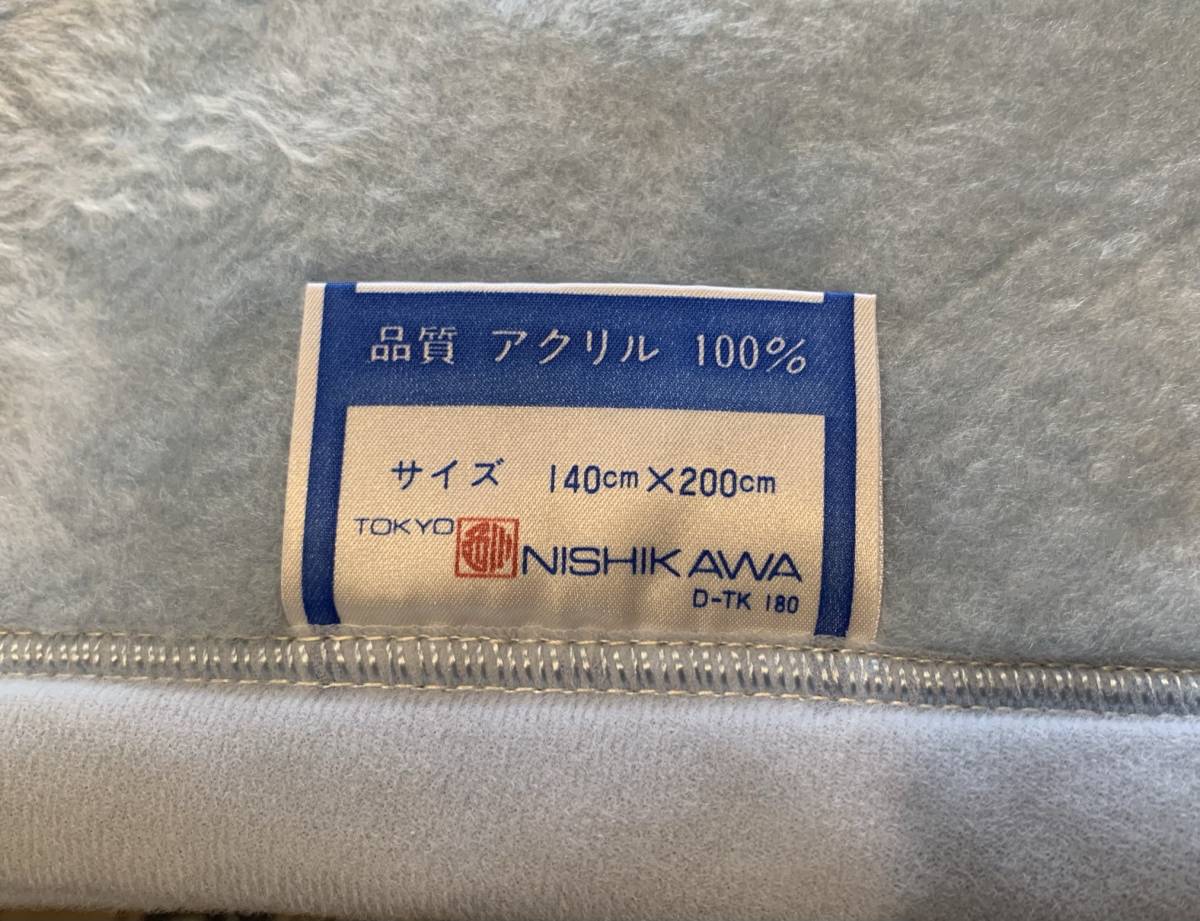 品質 アクリル 100%
サイズ 140cm×200cm
TOKYO NISHIKAWA
D-TK 180